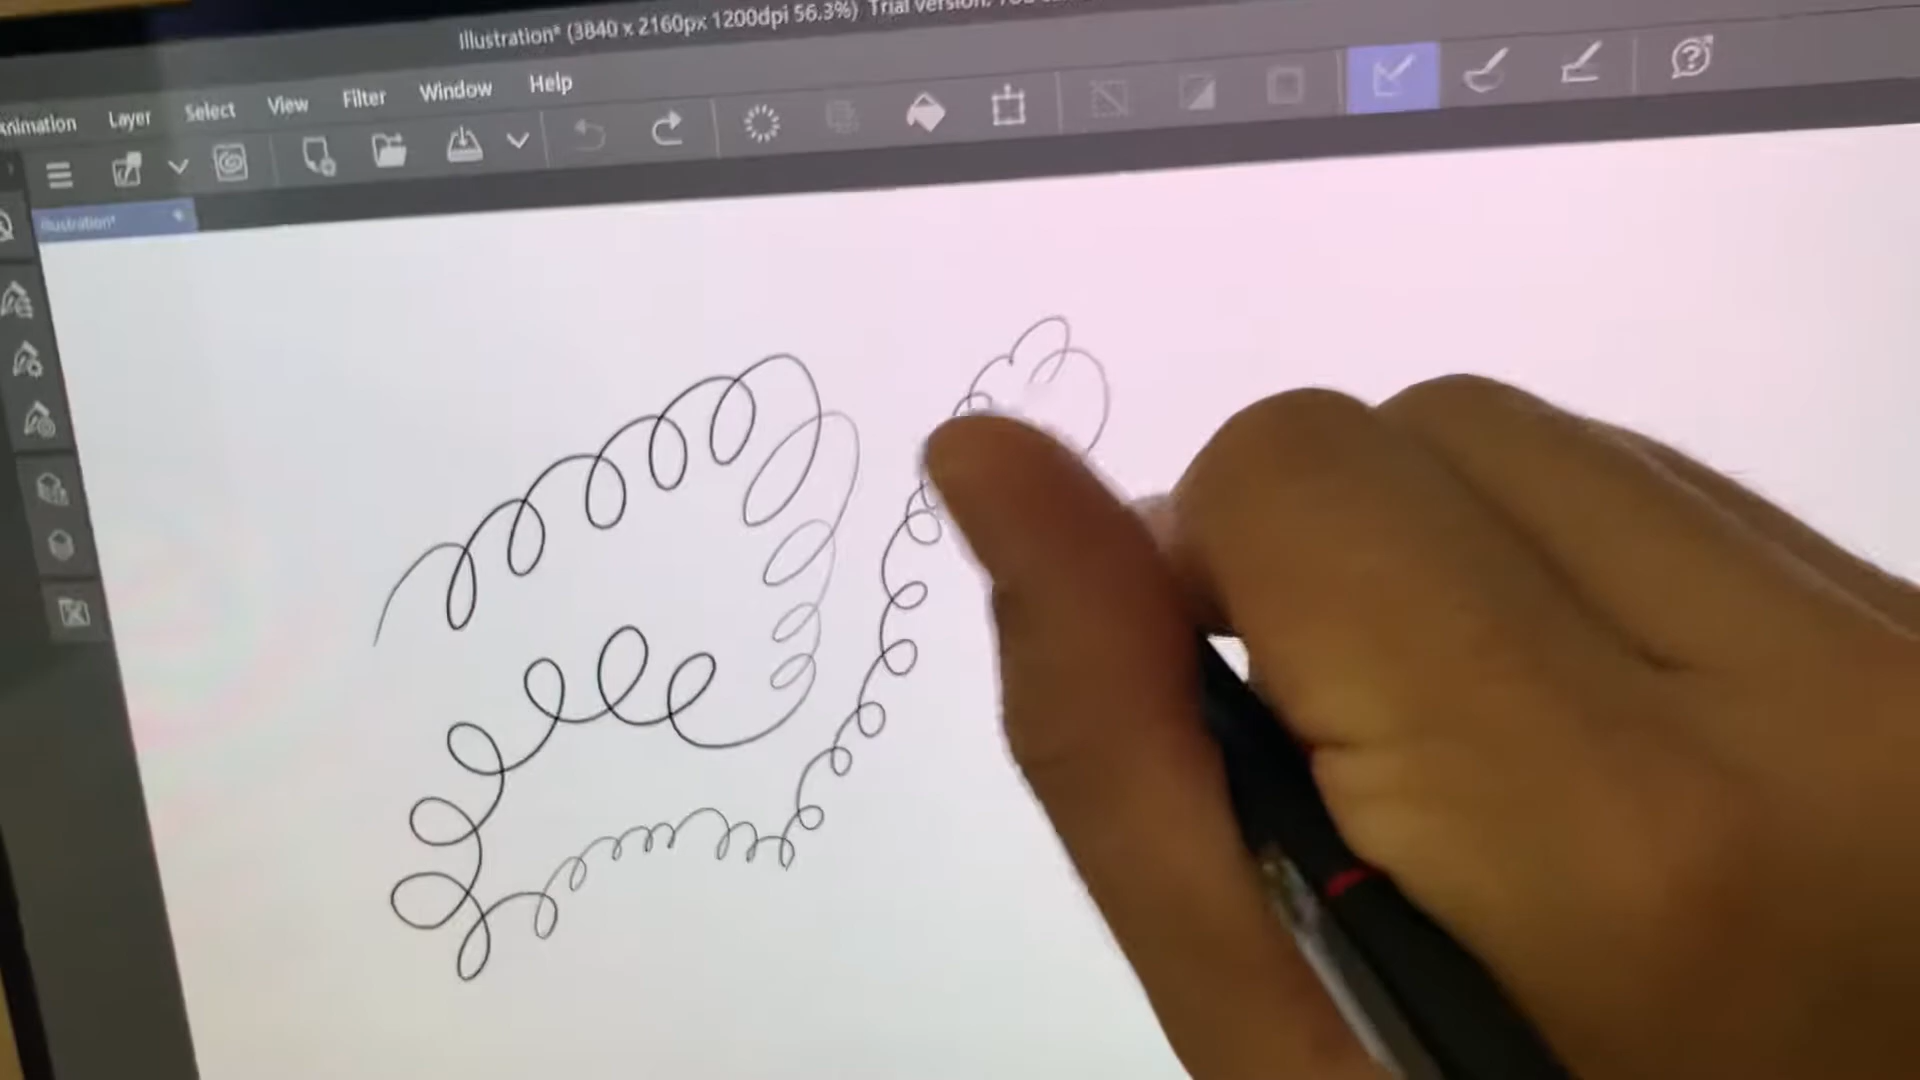 Illustration* (3840 x 2160px 1200dpi 56.3%) Trial version.
Animation Layer Select View Filter Window Help
Illustration*